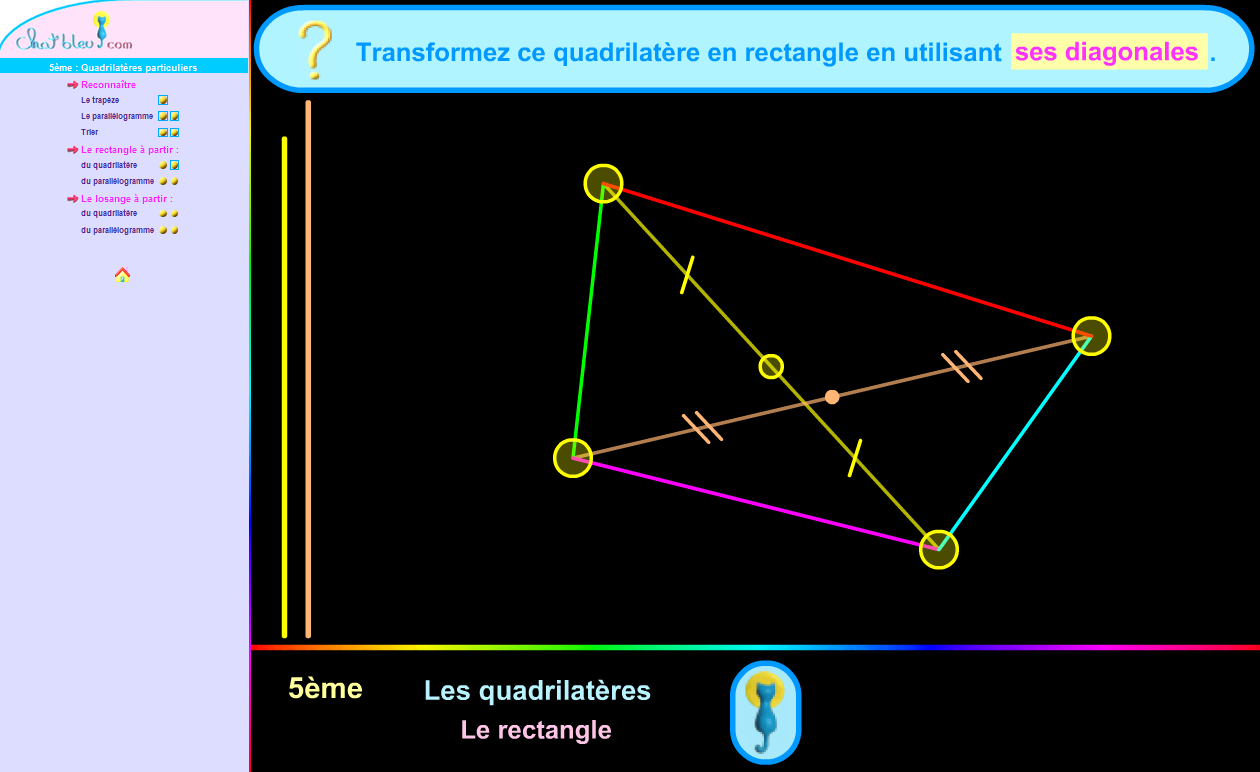 Chat bleu .com
5ème : Quadrilatères particuliers
Reconnaître
Le trapèze
Le parallélogramme
Trier
Le rectangle à partir :
du quadrilatère
du parallélogramme
Le losange à partir :
du quadrilatère
du parallélogramme
Transformez ce quadrilatère en rectangle en utilisant ses diagonales .
5ème
Les quadrilatères
Le rectangle